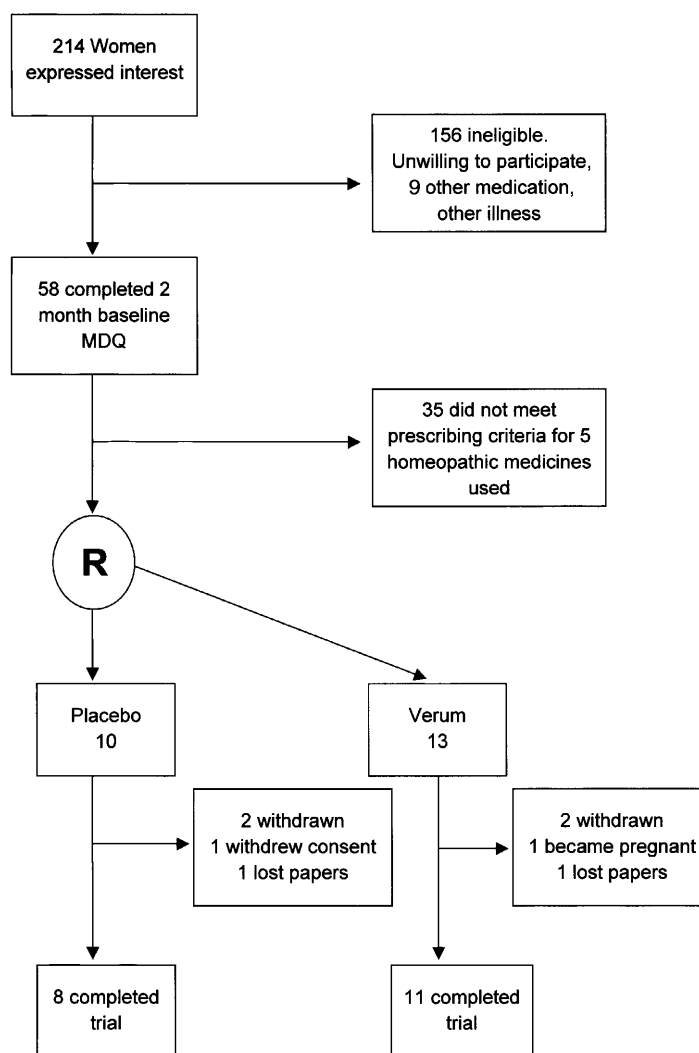 214 Women
expressed interest
156 ineligible.
Unwilling to participate,
9 other medication,
other illness
58 completed 2
month baseline
MDQ
35 did not meet
prescribing criteria for 5
homeopathic medicines
used
R
Placebo
10
Verum
13
2 withdrawn
1 withdrew consent
1 lost papers
2 withdrawn
1 became pregnant
1 lost papers
8 completed
trial
11 completed
trial